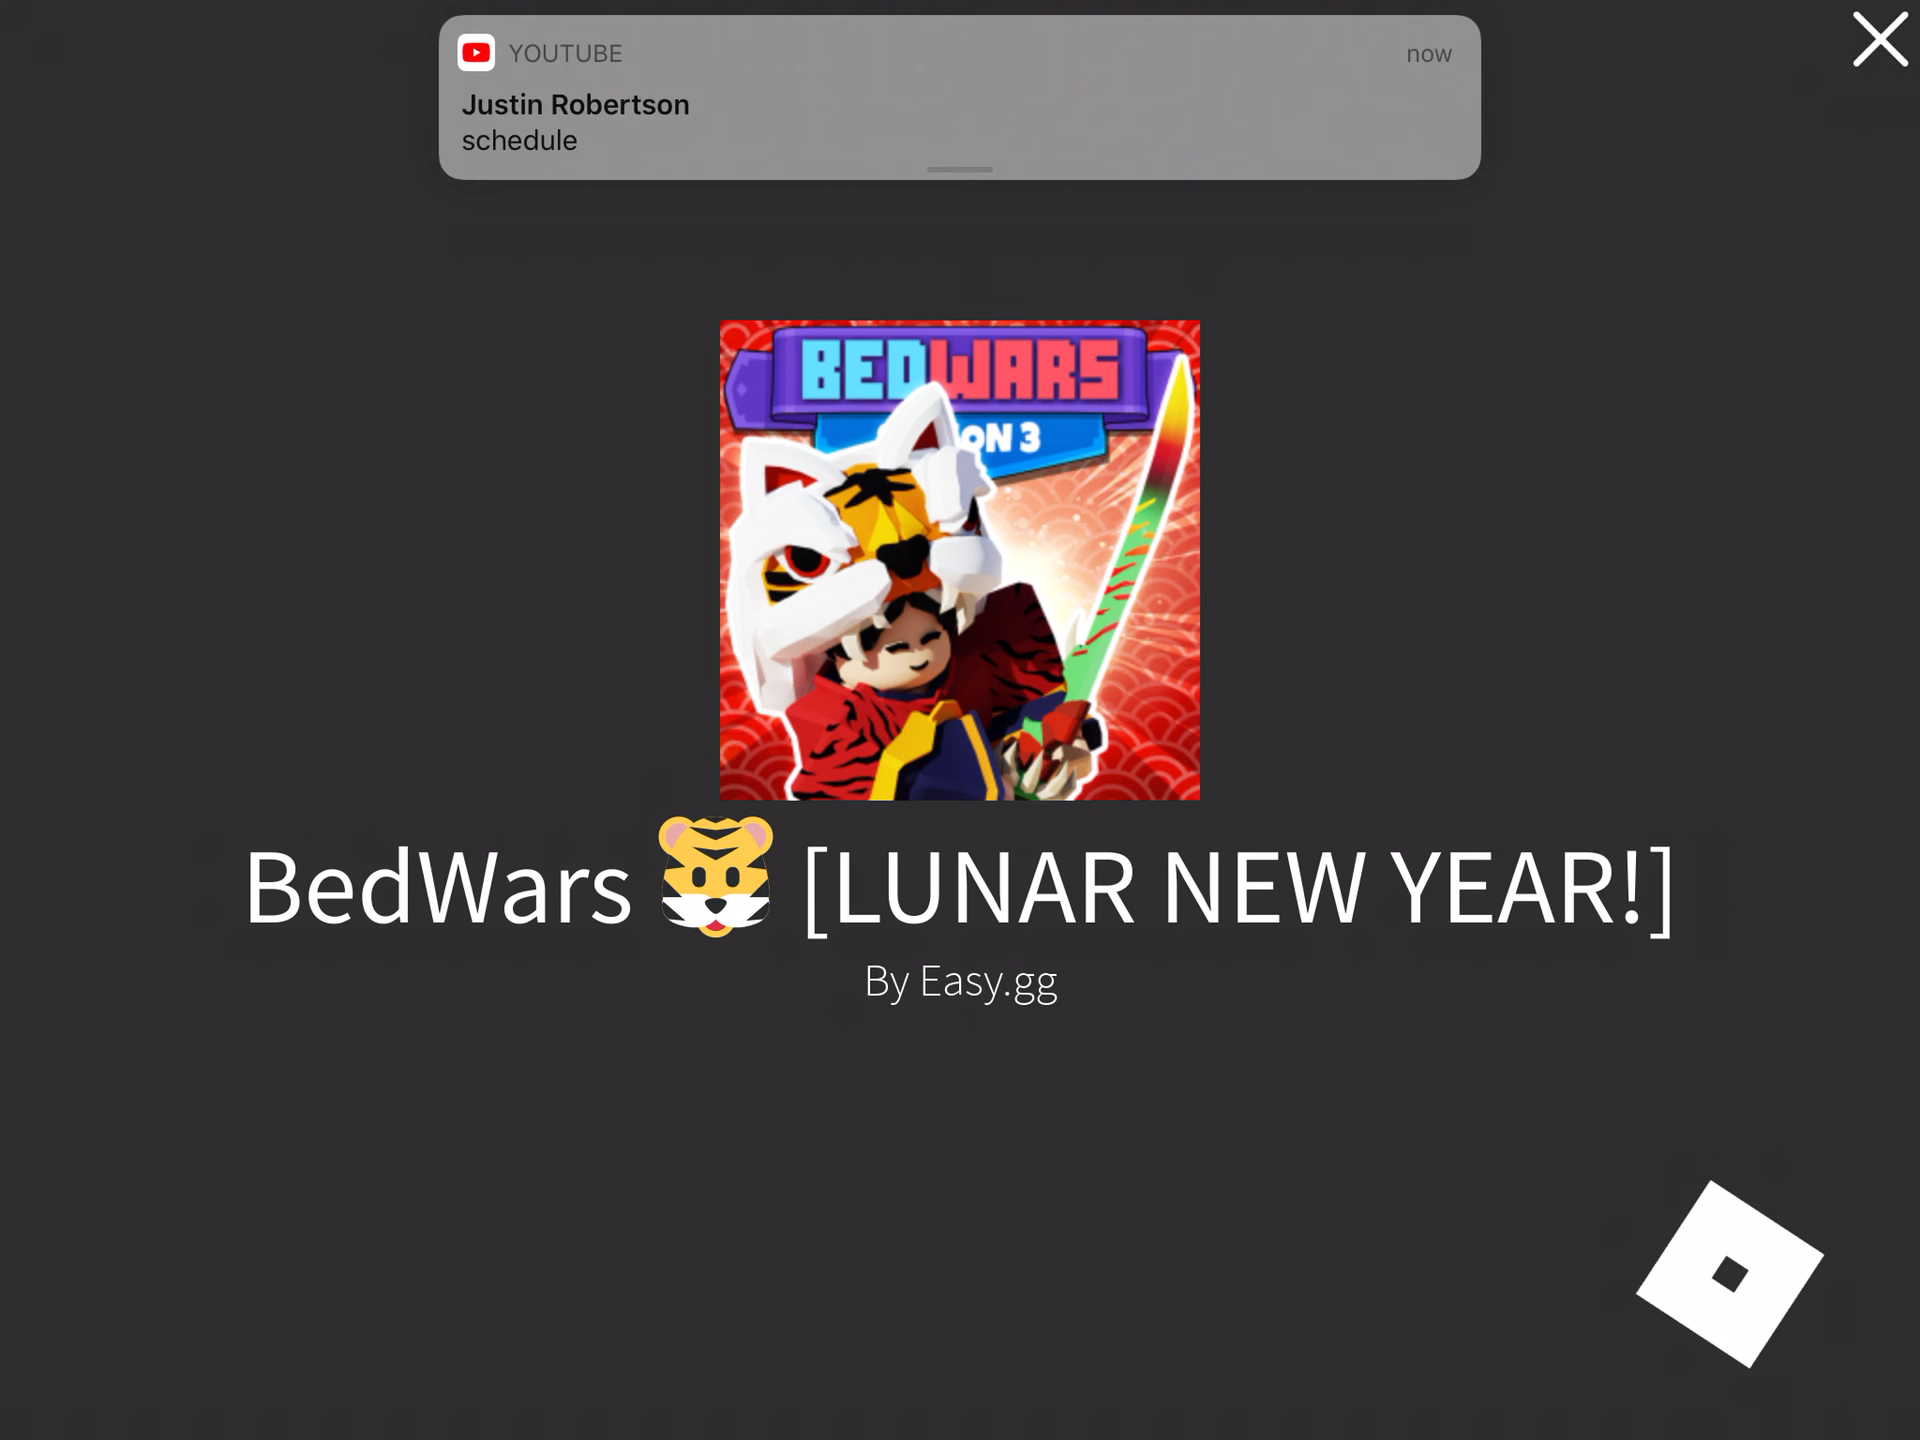 YOUTUBE now
Justin Robertson
schedule
BEDWARS
ON 3
BedWars 🐯 [LUNAR NEW YEAR!]
By Easy.gg